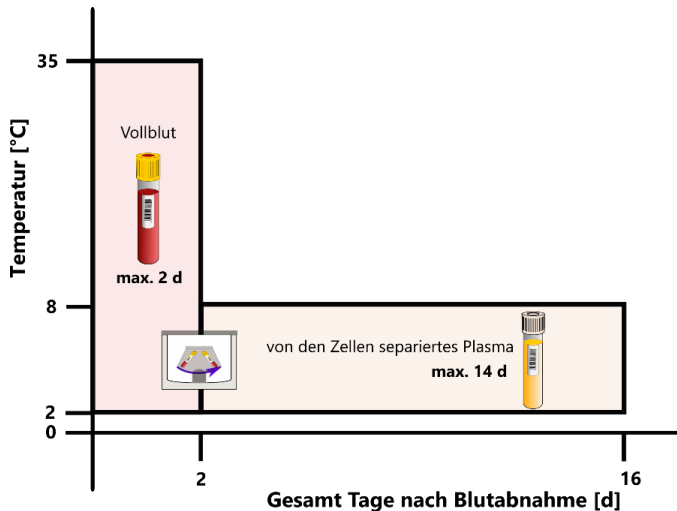 Temperatur [°C]
35
Vollblut
max. 2 d
8
von den Zellen separiertes Plasma
max. 14 d
2
0
2
16
Gesamt Tage nach Blutabnahme [d]